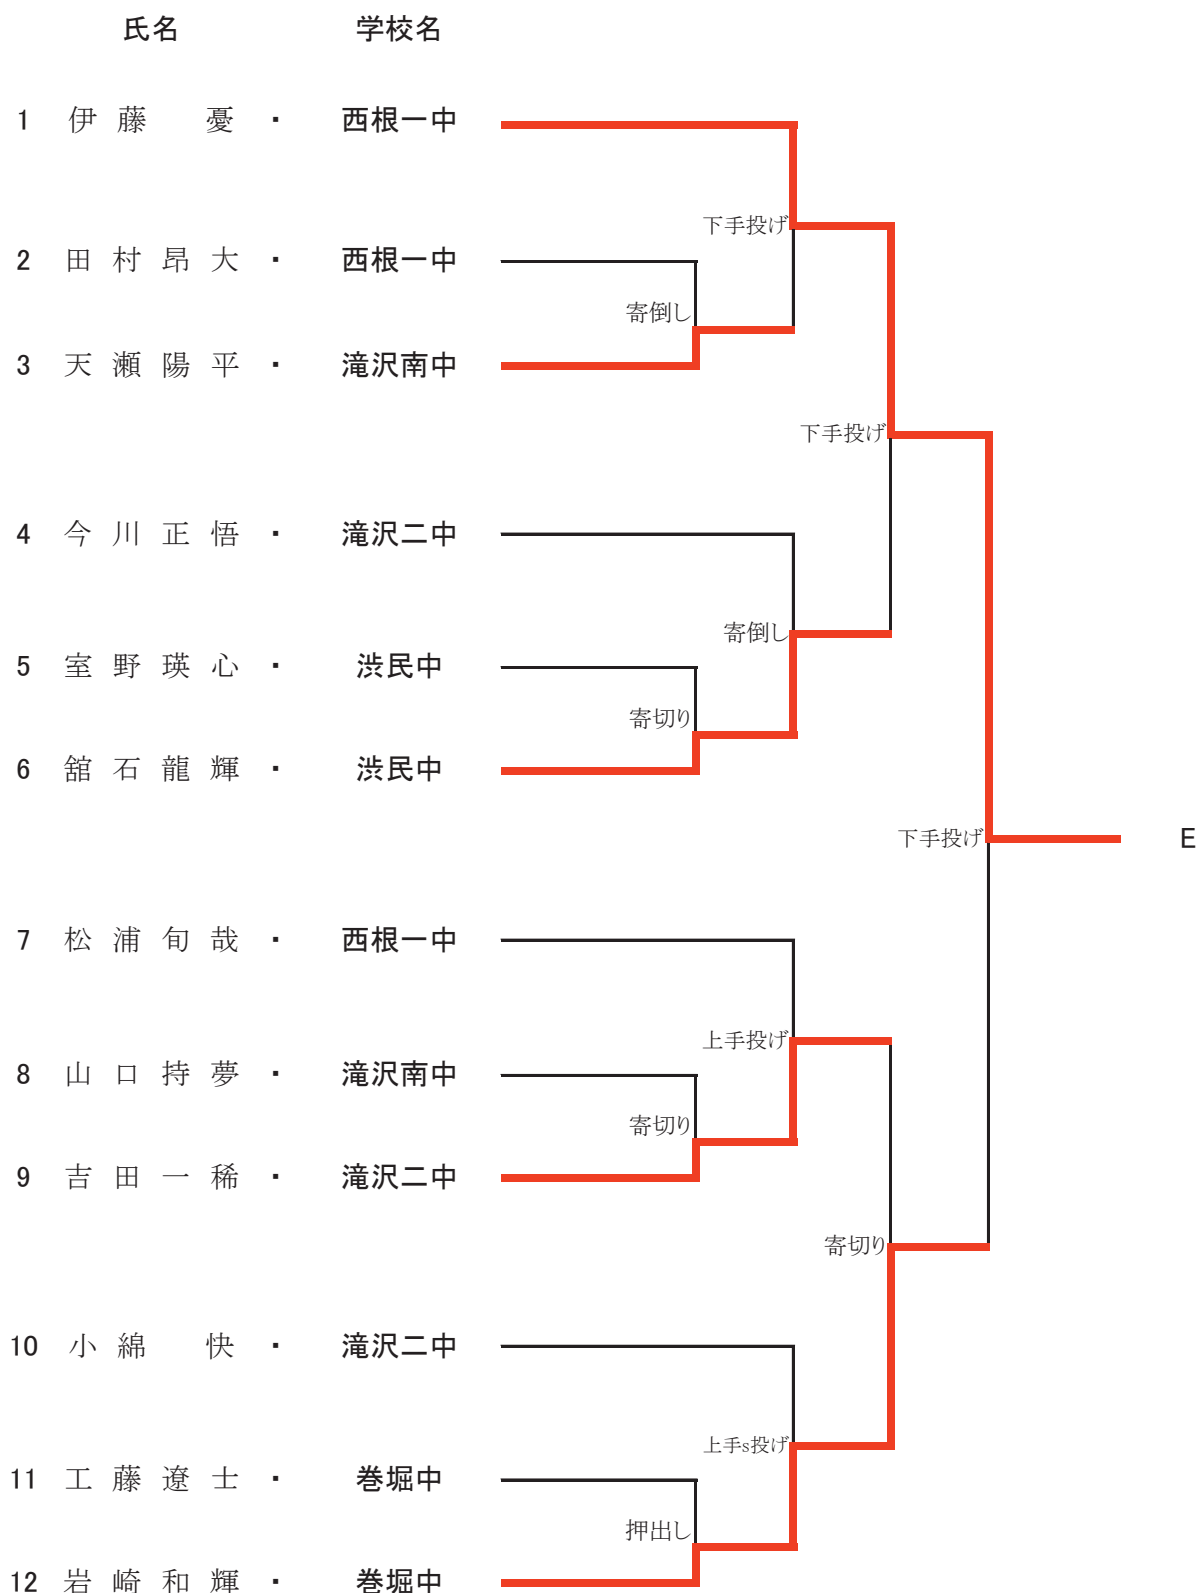 氏名 学校名
1 伊藤 憂 ・ 西根一中
下手投げ
2 田村昂大 ・ 西根一中
寄倒し
3 天瀬陽平 ・ 滝沢南中
下手投げ
4 今川正悟 ・ 滝沢二中
寄倒し
5 室野瑛心 ・ 渋民中
寄切り
6 舘石龍輝 ・ 渋民中
下手投げ E
7 松浦旬哉 ・ 西根一中
上手投げ
8 山口持夢 ・ 滝沢南中
寄切り
9 吉田一稀 ・ 滝沢二中
寄切り
10 小綿 快 ・ 滝沢二中
上手s投げ
11 工藤遼士 ・ 巻堀中
押出し
12 岩崎和輝 ・ 巻堀中